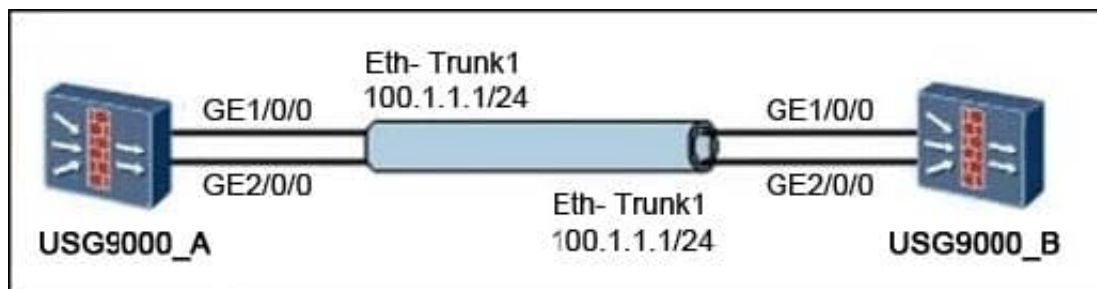 Eth- Trunk1
100.1.1.1/24
GE1/0/0
GE1/0/0
GE2/0/0
GE2/0/0
Eth- Trunk1
100.1.1.1/24
USG9000_A
USG9000_B